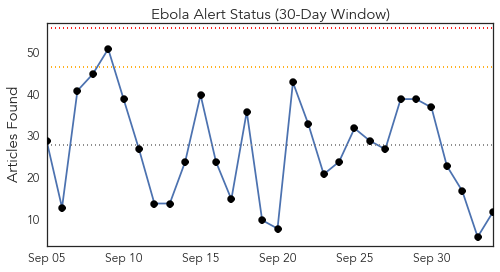 Ebola Alert Status (30-Day Window)
Articles Found
50
40
30
20
10
Sep 05 Sep 10 Sep 15 Sep 20 Sep 25 Sep 30